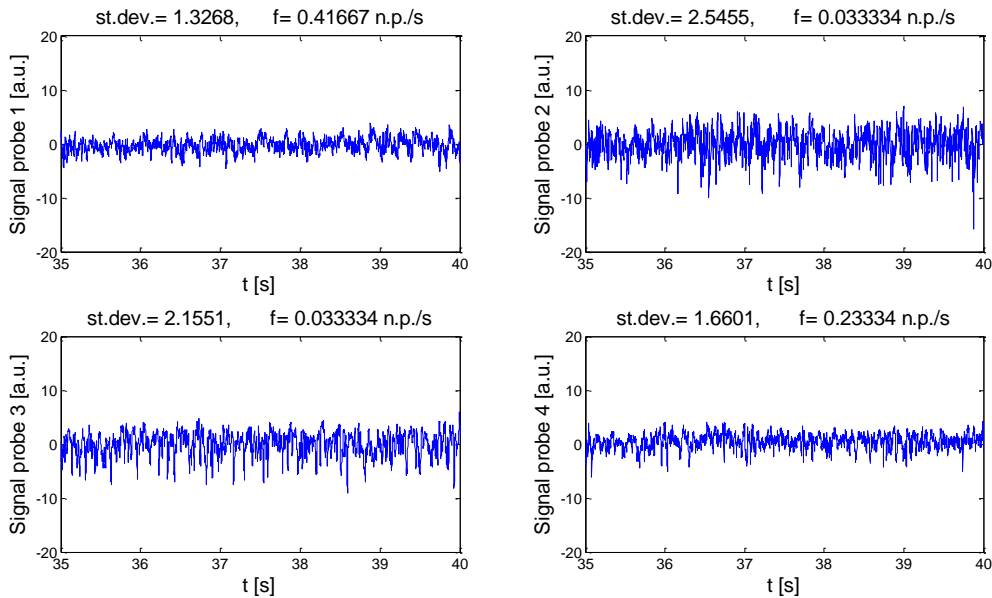 st.dev.= 1.3268, f= 0.41667 n.p./s
Signal probe 1 [a.u.]
20
10
0
-10
-20
35 36 37 38 39 40
t [s]
st.dev.= 2.5455, f= 0.033334 n.p./s
Signal probe 2 [a.u.]
20
10
0
-10
-20
35 36 37 38 39 40
t [s]
st.dev.= 2.1551, f= 0.033334 n.p./s
Signal probe 3 [a.u.]
20
10
0
-10
-20
35 36 37 38 39 40
t [s]
st.dev.= 1.6601, f= 0.23334 n.p./s
Signal probe 4 [a.u.]
20
10
0
-10
-20
35 36 37 38 39 40
t [s]